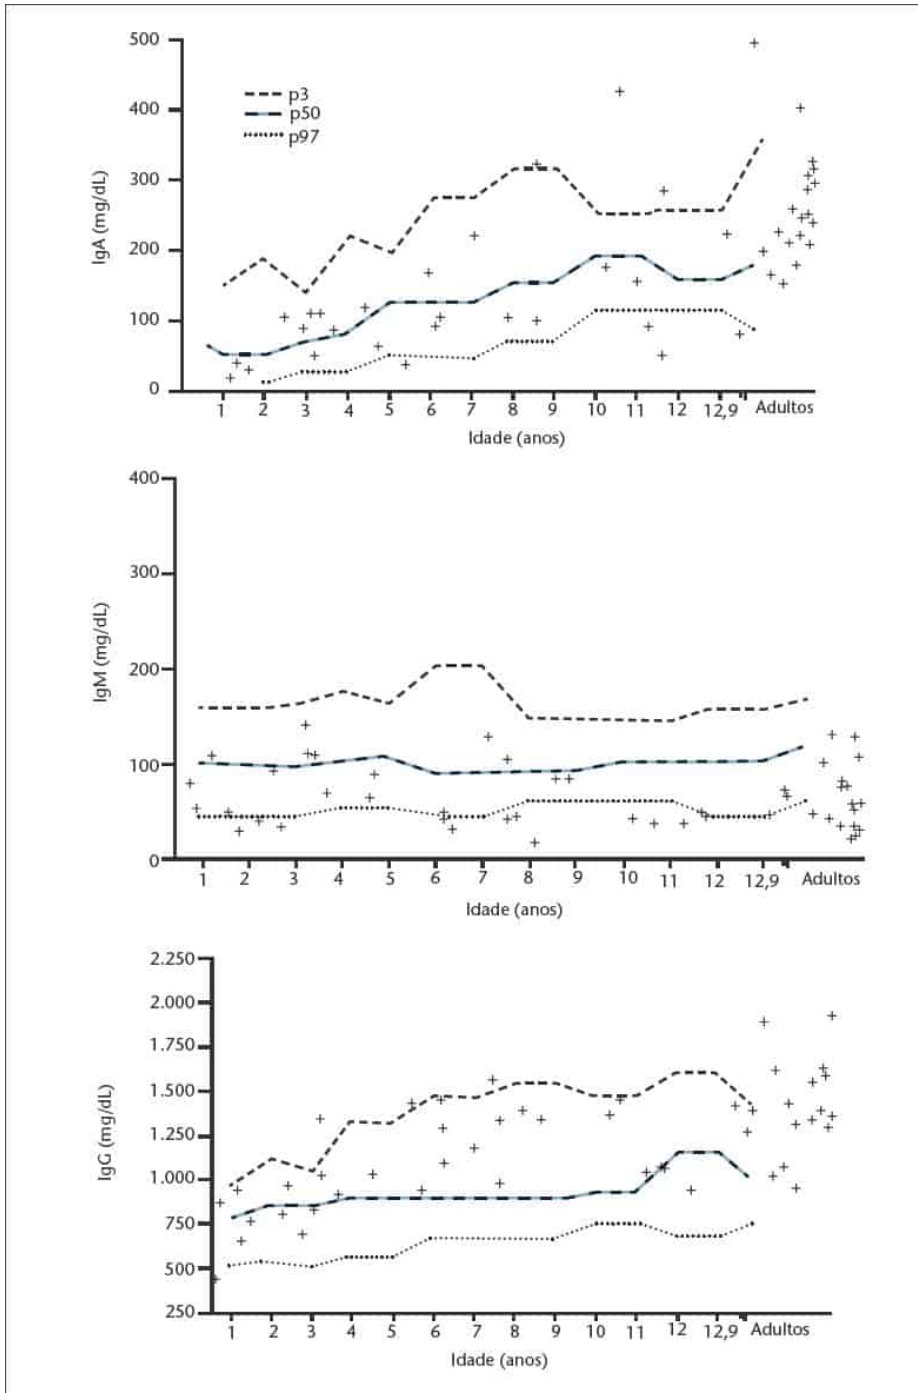 500
400
300
200
100
0
IgA (mg/dL)
p3
p50
p97
1 2 3 4 5 6 7 8 9 10 11 12 12,9 Adultos
Idade (anos)
400
300
200
100
0
IgM (mg/dL)
1 2 3 4 5 6 7 8 9 10 11 12 12,9 Adultos
Idade (anos)
2.250
2.000
1.750
1.500
1.250
1.000
750
500
250
IgG (mg/dL)
1 2 3 4 5 6 7 8 9 10 11 12 12,9 Adultos
Idade (anos)